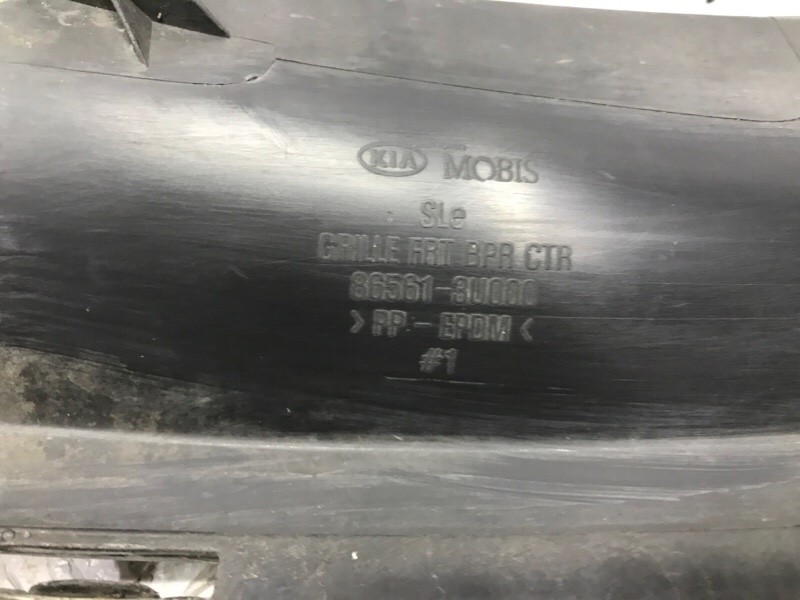 KIA MOBIS
SLe
GRILLE FRT BPR CTR
86561-3U000
>PP - EPDM<
#1